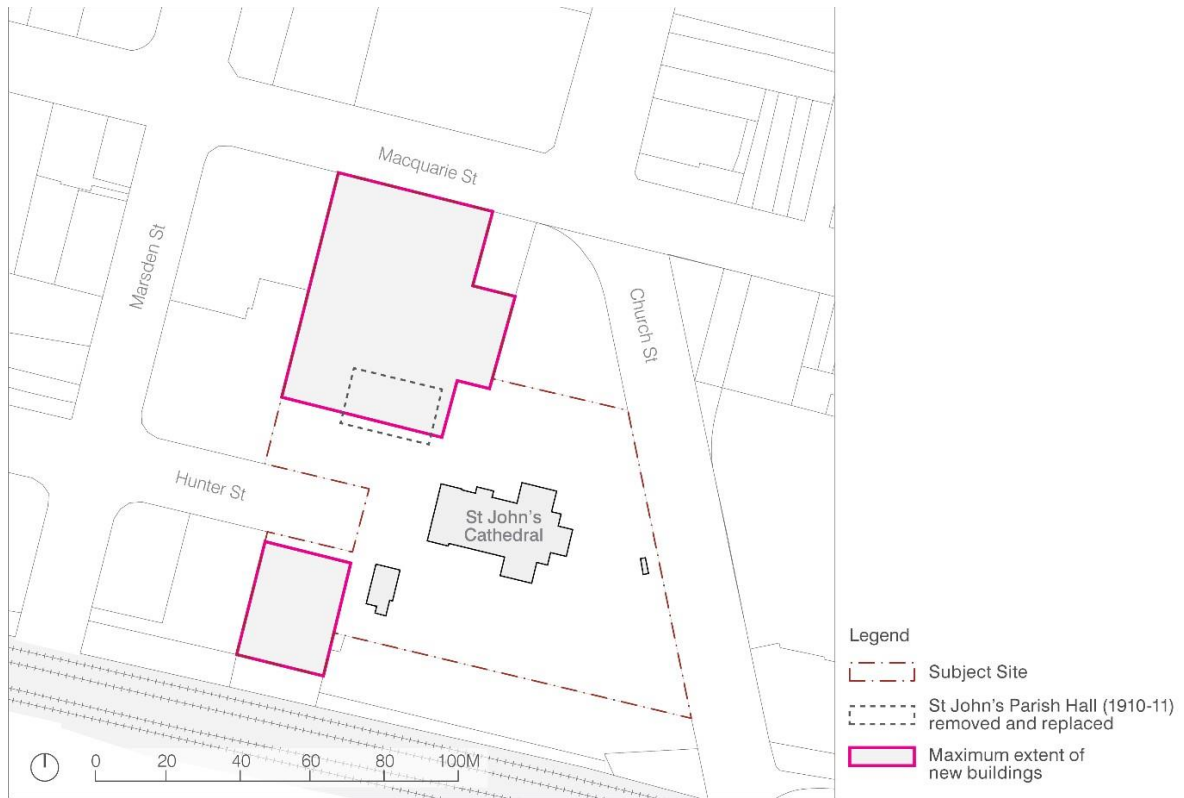 Macquarie St
Marsden St
Church St
Hunter St
St John's
Cathedral
0 20 40 60 80 100M
Legend
Subject Site
St John's Parish Hall (1910-11)
removed and replaced
Maximum extent of
new buildings